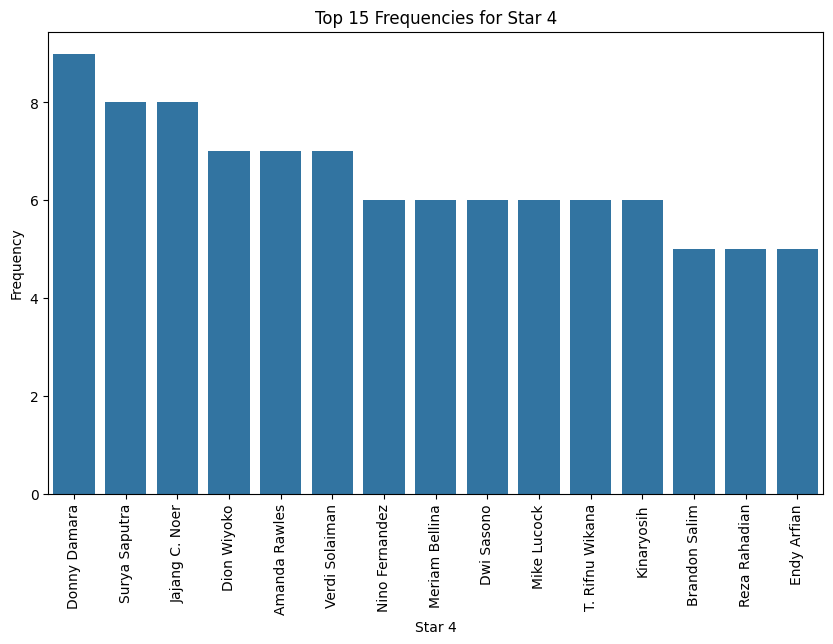 Top 15 Frequencies for Star 4
Frequency
8
6
4
2
0
Donny Damara
Surya Saputra
Jajang C. Noer
Dion Wiyoko
Amanda Rawles
Verdi Solaiman
Nino Fernandez
Meriam Bellina
Dwi Sasono
Mike Lucock
T. Rifnu Wikana
Kinaryosih
Brandon Salim
Reza Rahadian
Endy Arfian
Star 4